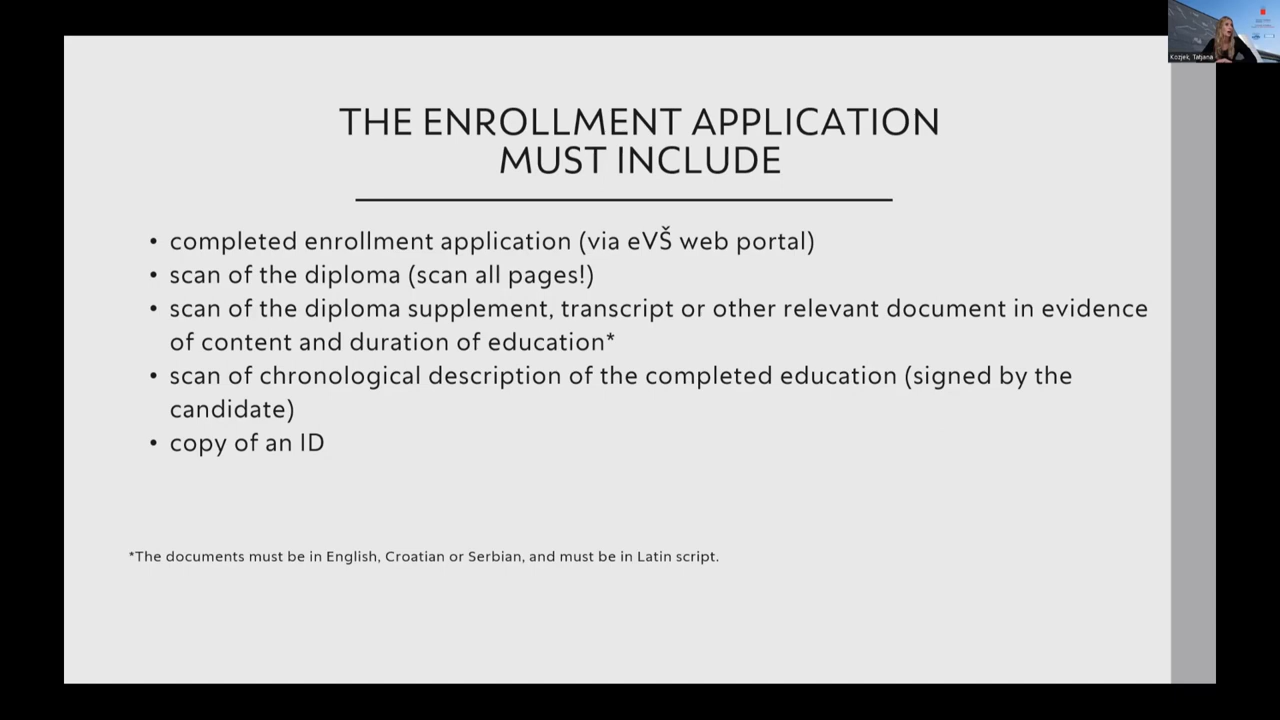 THE ENROLLMENT APPLICATION
MUST INCLUDE
• completed enrollment application (via eVŠ web portal)
• scan of the diploma (scan all pages!)
• scan of the diploma supplement, transcript or other relevant document in evidence
of content and duration of education*
• scan of chronological description of the completed education (signed by the
candidate)
• copy of an ID
*The documents must be in English, Croatian or Serbian, and must be in Latin script.
Kozjek, Tatjana